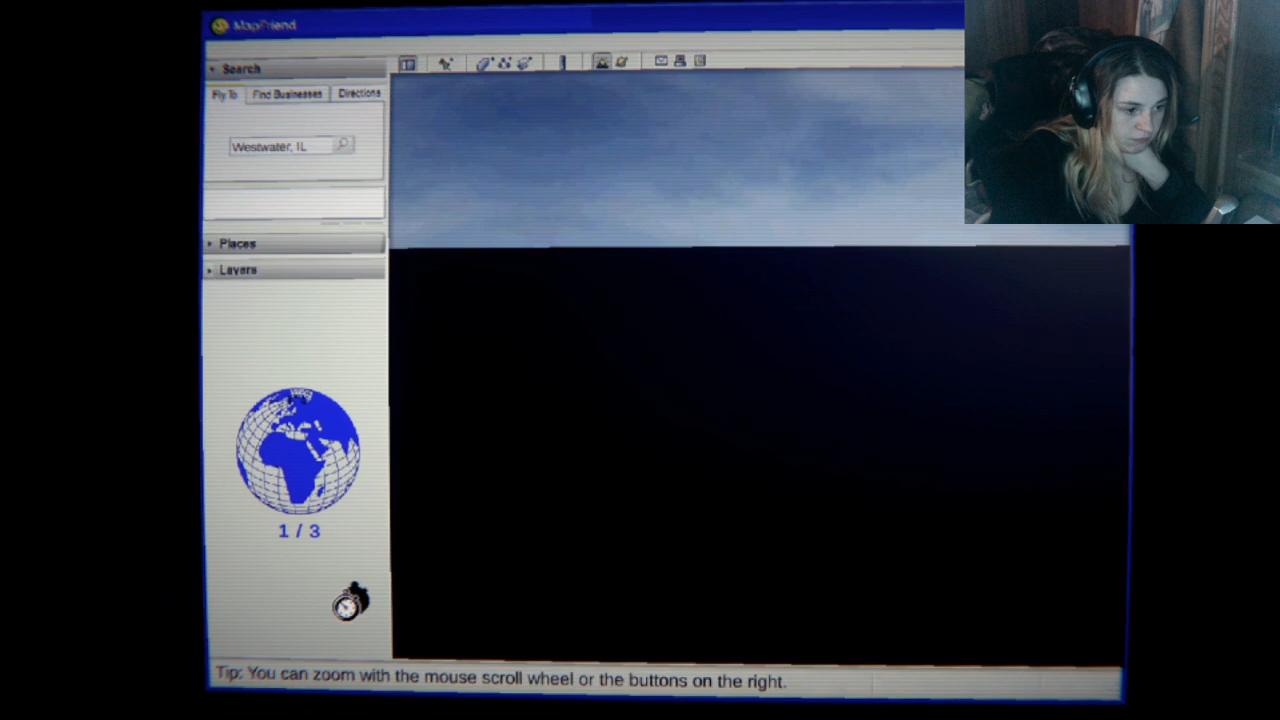 MapFriend
Search
Fly To
Find Businesses
Directions
Westwater, IL
Places
Layers
1 / 3
Tip: You can zoom with the mouse scroll wheel or the buttons on the right.